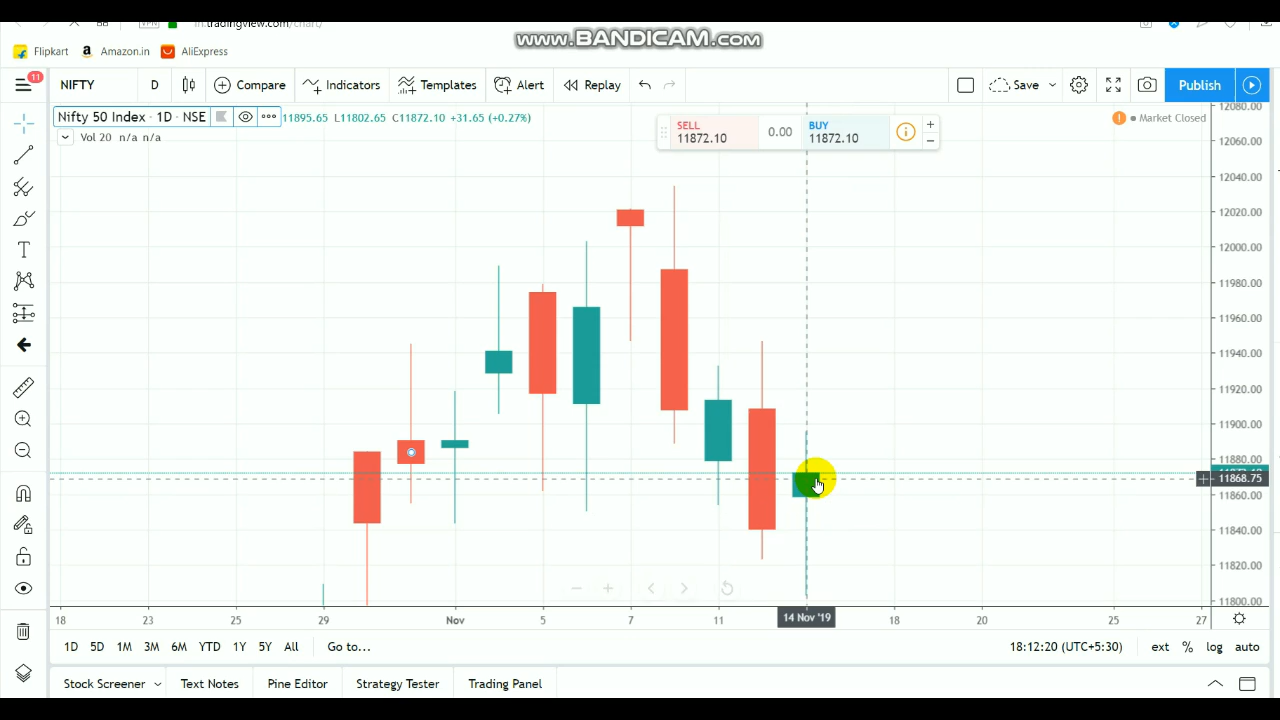 in.tradingview.com/chart/
www.BANDICAM.com
Flipkart
Amazon.in
AliExpress
11
NIFTY
D
Compare
Indicators
Templates
Alert
Replay
Save
Publish
Nifty 50 Index · 1D · NSE
11895.65 L11802.65 C11872.10 +31.65 (+0.27%)
Vol 20 n/a n/a
SELL
11872.10
0.00
BUY
11872.10
Market Closed
12080.00
12060.00
12040.00
12020.00
12000.00
11980.00
11960.00
11940.00
11920.00
11900.00
11880.00
11868.75
11860.00
11840.00
11820.00
11800.00
18
23
25
29
Nov
5
7
11
14 Nov '19
18
20
25
27
1D
5D
1M
3M
6M
YTD
1Y
5Y
All
Go to...
18:12:20 (UTC+5:30)
ext
%
log
auto
Stock Screener
Text Notes
Pine Editor
Strategy Tester
Trading Panel